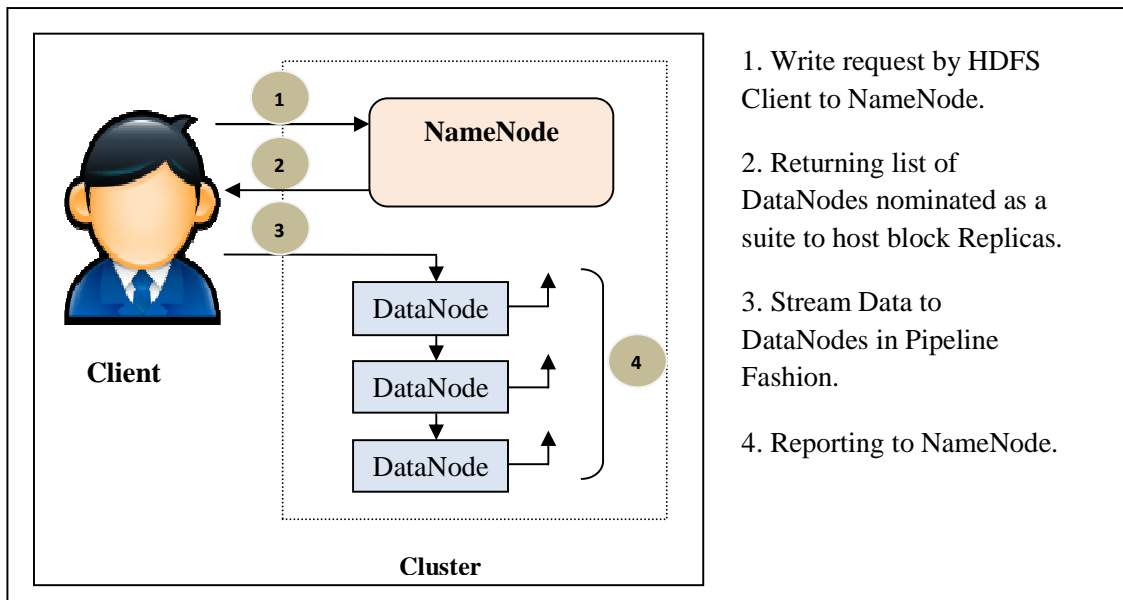 1
NameNode
2
3
DataNode
DataNode
4
DataNode
Client
Cluster
1. Write request by HDFS
Client to NameNode.
2. Returning list of
DataNodes nominated as a
suite to host block Replicas.
3. Stream Data to
DataNodes in Pipeline
Fashion.
4. Reporting to NameNode.